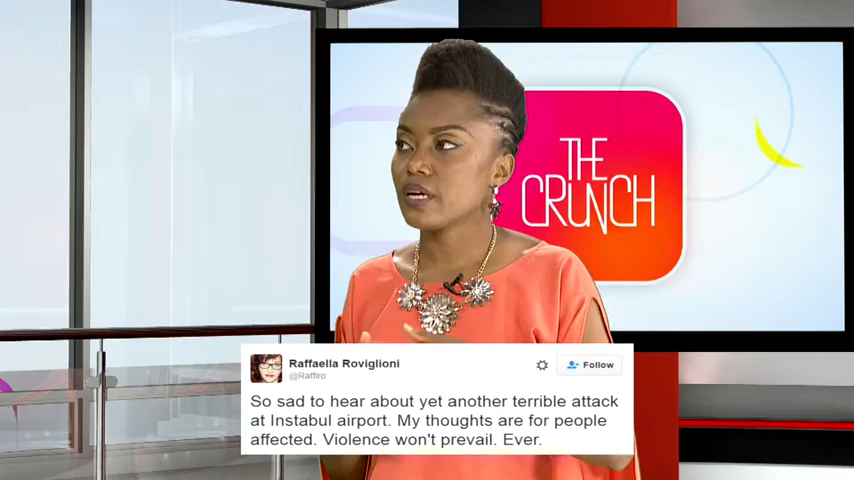 THE
CRUNCH
Raffaella Roviglioni
@Raffiro
Follow
So sad to hear about yet another terrible attack
at Instabul airport. My thoughts are for people
affected. Violence won't prevail. Ever.